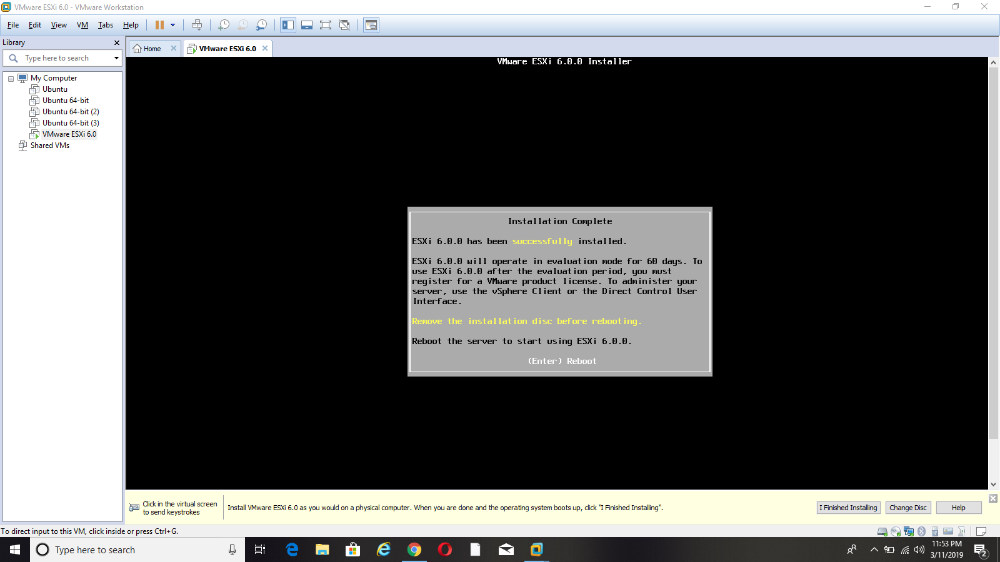 VMware ESXi 6.0 - VMware Workstation
File Edit View VM Tabs Help
Library
Type here to search
My Computer
Ubuntu
Ubuntu 64-bit
Ubuntu 64-bit (2)
Ubuntu 64-bit (3)
VMware ESXi 6.0
Shared VMs
Home VMware ESXi 6.0
VMware ESXi 6.0.0 Installer
Installation Complete
ESXi 6.0.0 has been successfully installed.
ESXi 6.0.0 will operate in evaluation mode for 60 days. To
use ESXi 6.0.0 after the evaluation period, you must
register for a VMware product license. To administer your
server, use the vSphere Client or the Direct Control User
Interface.
Remove the installation disc before rebooting.
Reboot the server to start using ESXi 6.0.0.
(Enter) Reboot
Click in the virtual screen
to send keystrokes
Install VMware ESXi 6.0 as you would on a physical computer. When you are done and the operating system boots up, click "I Finished Installing".
I Finished Installing Change Disc Help
To direct input to this VM, click inside or press Ctrl+G.
Type here to search
11:53 PM
3/11/2019
2